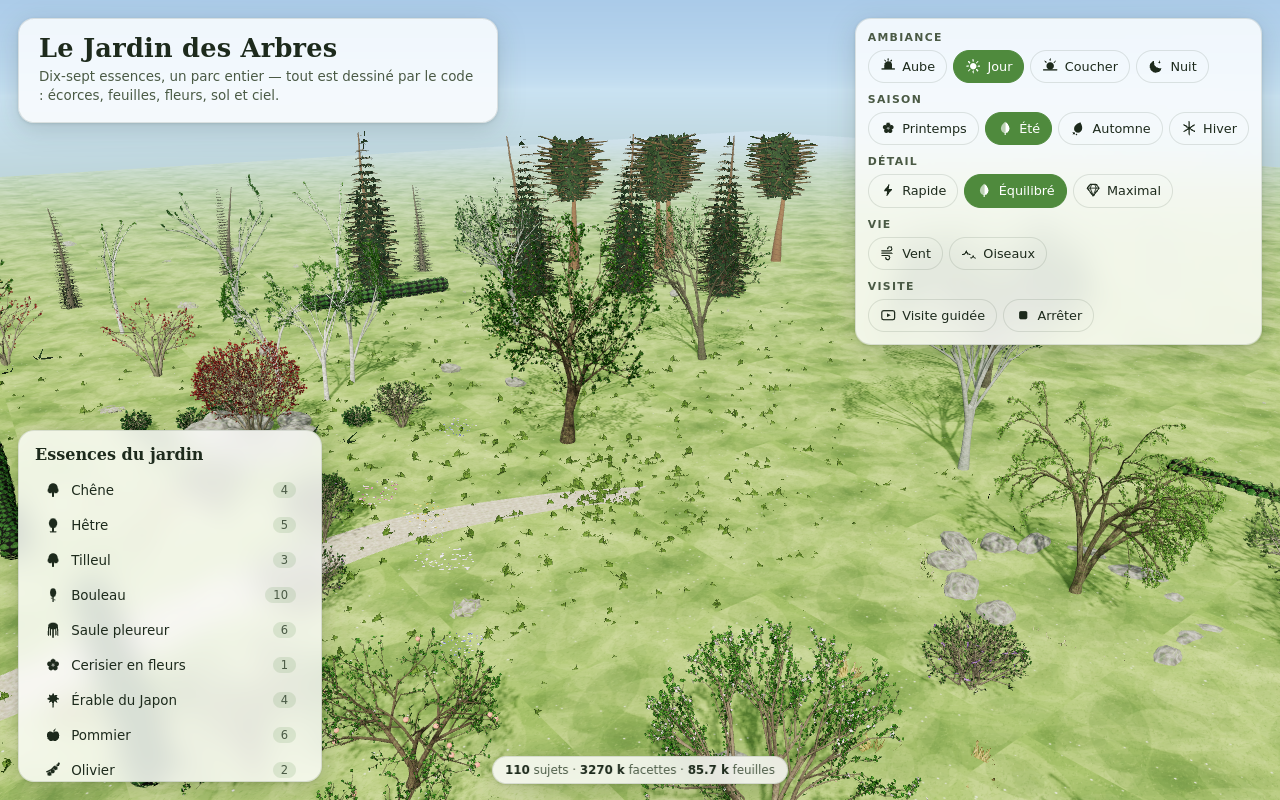 Le Jardin des Arbres
Dix-sept essences, un parc entier — tout est dessiné par le code
: écorces, feuilles, fleurs, sol et ciel.
AMBIANCE
Aube
Jour
Coucher
Nuit
SAISON
Printemps
Été
Automne
Hiver
DÉTAIL
Rapide
Équilibré
Maximal
VIE
Vent
Oiseaux
VISITE
Visite guidée
Arrêter
Essences du jardin
Chêne 4
Hêtre 5
Tilleul 3
Bouleau 10
Saule pleureur 6
Cerisier en fleurs 1
Érable du Japon 4
Pommier 6
Olivier 2
110 sujets · 3270 k facettes · 85.7 k feuilles